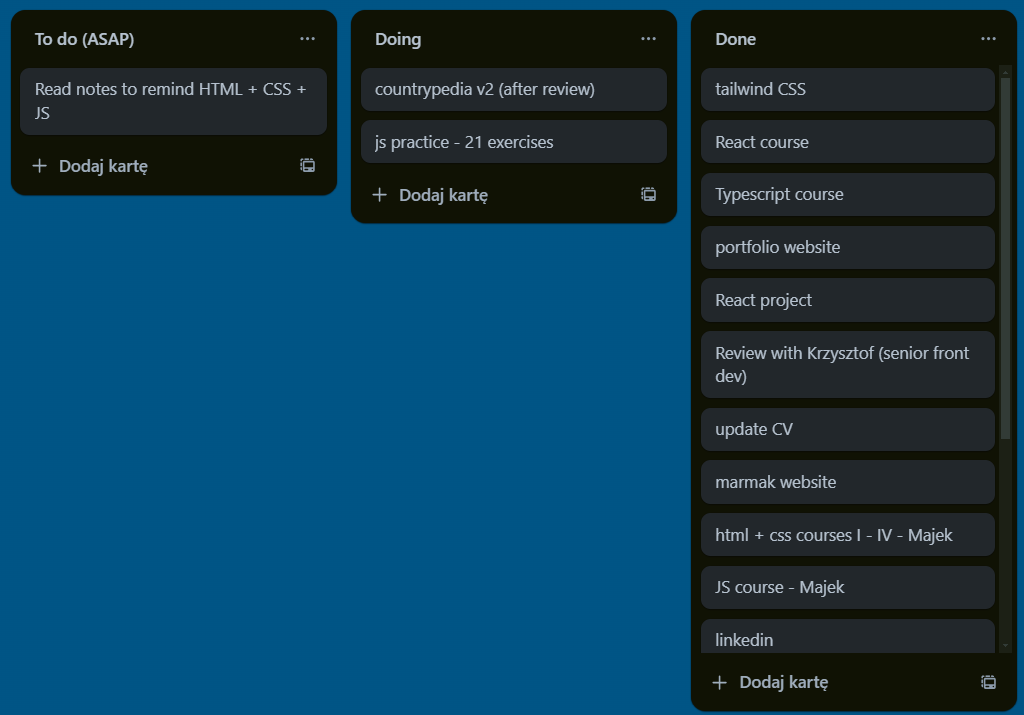 To do (ASAP)
Read notes to remind HTML + CSS +
JS
Dodaj kartę
Doing
countrypedia v2 (after review)
js practice - 21 exercises
Dodaj kartę
Done
tailwind CSS
React course
Typescript course
portfolio website
React project
Review with Krzysztof (senior front
dev)
update CV
marmak website
html + css courses I - IV - Majek
JS course - Majek
linkedin
Dodaj kartę